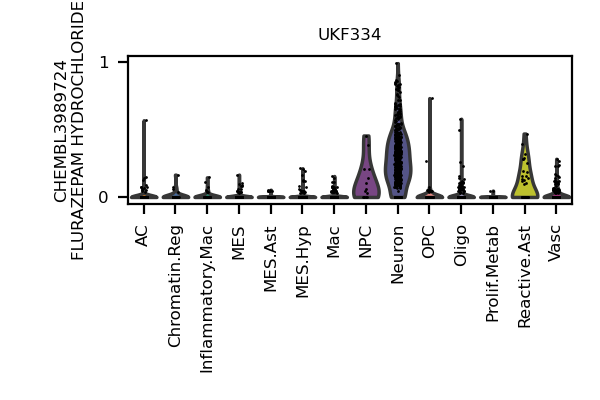 UKF334
CHEMBL3989724
FLURAZEPAM HYDROCHLORIDE
1
0
AC
Chromatin.Reg
Inflammatory.Mac
MES
MES.Ast
MES.Hyp
Mac
NPC
Neuron
OPC
Oligo
Prolif.Metab
Reactive.Ast
Vasc